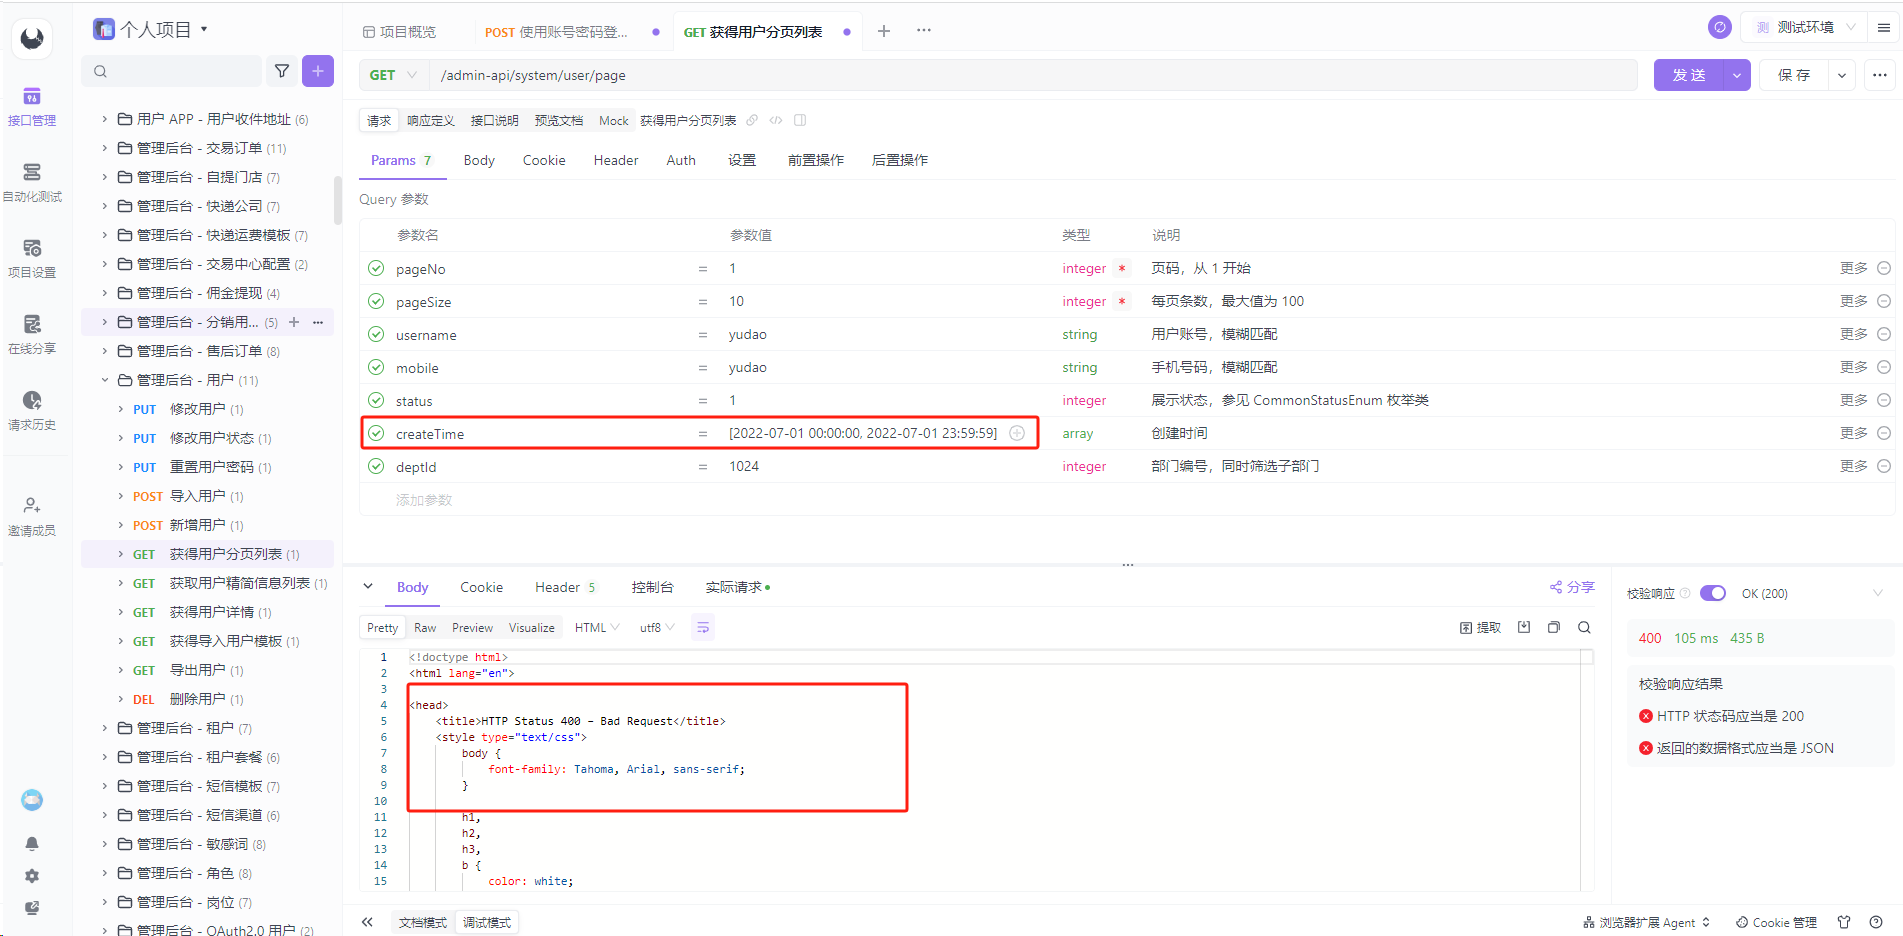 个人项目
项目概览
POST 使用账号密码登...
GET 获得用户分页列表
测 测试环境
GET
/admin-api/system/user/page
发 送
保 存
接口管理
自动化测试
项目设置
在线分享
请求历史
邀请成员
用户 APP - 用户收件地址 (6)
管理后台 - 交易订单 (11)
管理后台 - 自提门店 (7)
管理后台 - 快递公司 (7)
管理后台 - 快递运费模板 (7)
管理后台 - 交易中心配置 (2)
管理后台 - 佣金提现 (4)
管理后台 - 分销用... (5)
管理后台 - 售后订单 (8)
管理后台 - 用户 (11)
PUT 修改用户 (1)
PUT 修改用户状态 (1)
PUT 重置用户密码 (1)
POST 导入用户 (1)
POST 新增用户 (1)
GET 获得用户分页列表 (1)
GET 获取用户精简信息列表 (1)
GET 获得用户详情 (1)
GET 获得导入用户模板 (1)
GET 导出用户 (1)
DEL 删除用户 (1)
管理后台 - 租户 (7)
管理后台 - 租户套餐 (6)
管理后台 - 短信模板 (7)
管理后台 - 短信渠道 (6)
管理后台 - 敏感词 (8)
管理后台 - 角色 (8)
管理后台 - 岗位 (7)
管理后台 - OAuth2.0 用户 (2)
请求 响应定义 接口说明 预览文档 Mock 获得用户分页列表
Params 7 Body Cookie Header Auth 设置 前置操作 后置操作
Query 参数
参数名 参数值 类型 说明
pageNo = 1 integer * 页码，从 1 开始 更多
pageSize = 10 integer * 每页条数，最大值为 100 更多
username = yudao string 用户账号，模糊匹配 更多
mobile = yudao string 手机号码，模糊匹配 更多
status = 1 integer 展示状态，参见 CommonStatusEnum 枚举类 更多
createTime = [2022-07-01 00:00:00, 2022-07-01 23:59:59] array 创建时间 更多
deptId = 1024 integer 部门编号，同时筛选子部门 更多
添加参数
Body Cookie Header 5 控制台 实际请求
分享
Pretty Raw Preview Visualize HTML utf8
提取
1 <!doctype html>
2 <html lang="en">
3
4 <head>
5 <title>HTTP Status 400 – Bad Request</title>
6 <style type="text/css">
7 body {
8 font-family: Tahoma, Arial, sans-serif;
9 }
10
11 h1,
12 h2,
13 h3,
14 b {
15 color: white;
校验响应 OK (200)
400 105 ms 435 B
校验响应结果
HTTP 状态码应当是 200
返回的数据格式应当是 JSON
文档模式 调试模式
浏览器扩展 Agent
Cookie 管理